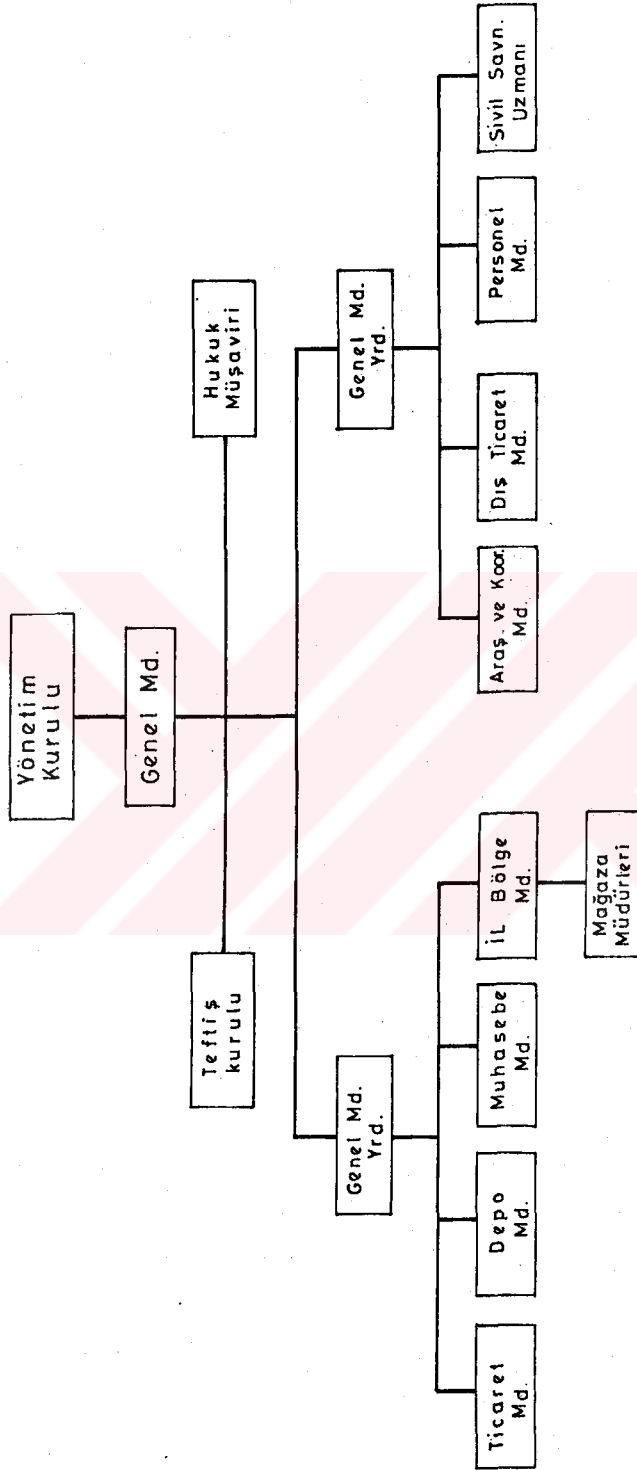 Yönetim
Kurulu
Genel Md.
Teftiş
kurulu
Hukuk
Müşaviri
Genel Md.
Yrd.
Genel Md.
Yrd.
Ticaret
Md.
Depo
Md.
Muhasebe
Md.
İL Bölge
Md.
Araş. ve Koor.
Md.
Dış Ticaret
Md.
Personel
Md.
Sivil Savn.
Uzmanı
Mağaza
Müdürleri